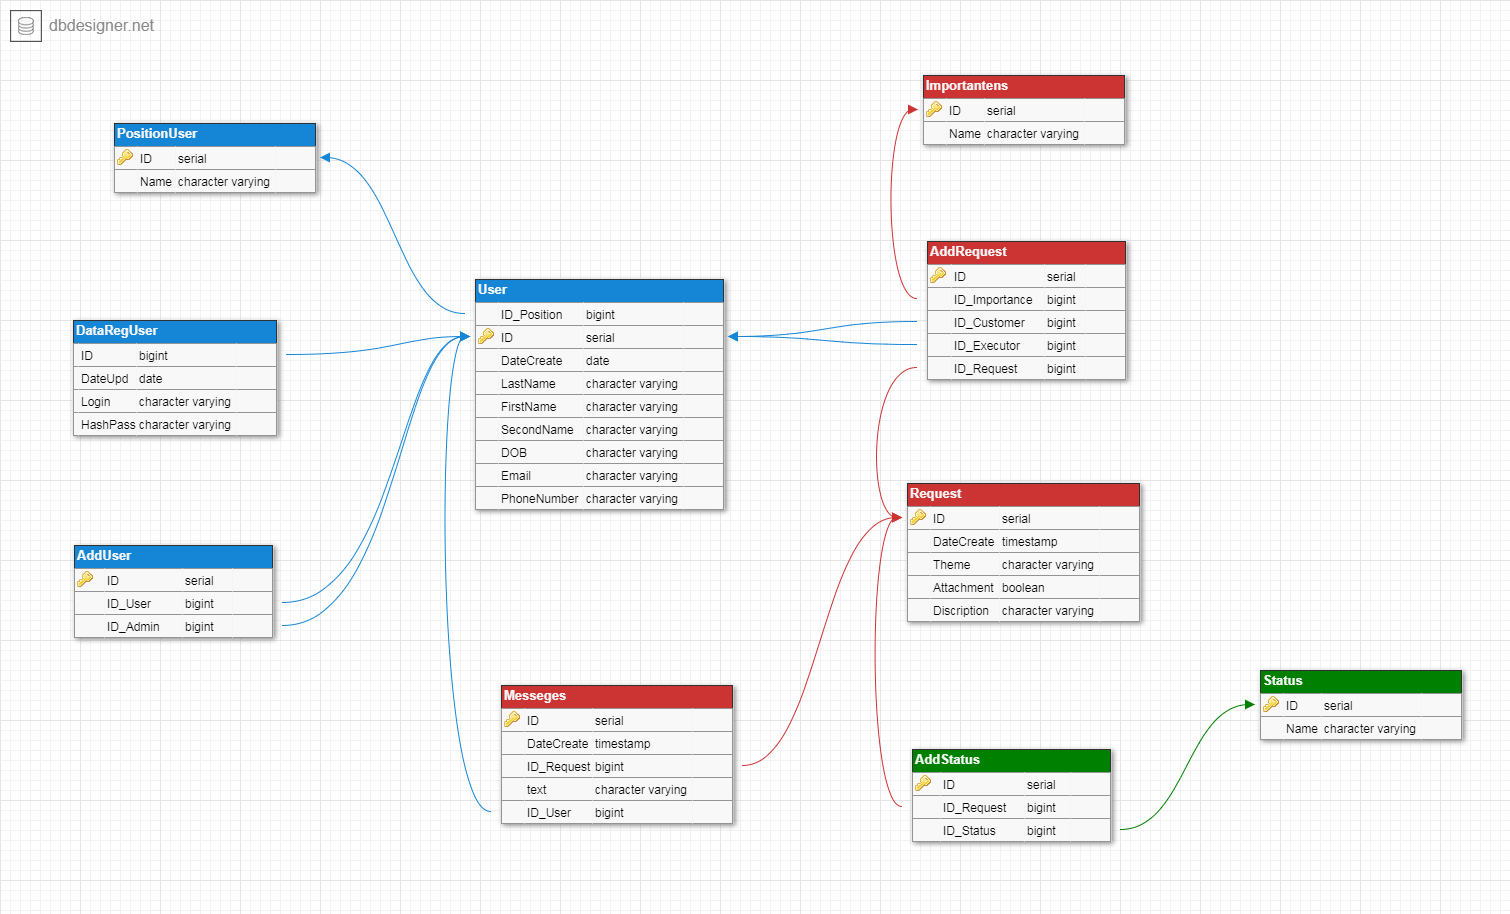 dbdesigner.net
PositionUser
ID serial
Name character varying
DataRegUser
ID bigint
DateUpd date
Login character varying
HashPass character varying
AddUser
ID serial
ID_User bigint
ID_Admin bigint
User
ID_Position bigint
ID serial
DateCreate date
LastName character varying
FirstName character varying
SecondName character varying
DOB character varying
Email character varying
PhoneNumber character varying
Messeges
ID serial
DateCreate timestamp
ID_Request bigint
text character varying
ID_User bigint
Importantens
ID serial
Name character varying
AddRequest
ID serial
ID_Importance bigint
ID_Customer bigint
ID_Executor bigint
ID_Request bigint
Request
ID serial
DateCreate timestamp
Theme character varying
Attachment boolean
Discription character varying
AddStatus
ID serial
ID_Request bigint
ID_Status bigint
Status
ID serial
Name character varying